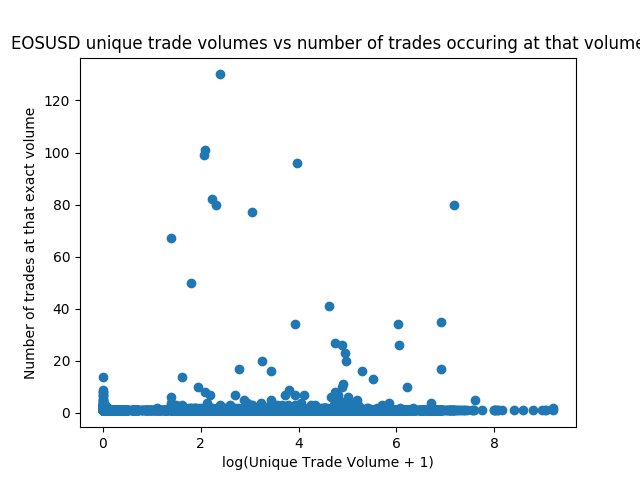 EOSUSD unique trade volumes vs number of trades occuring at that volume
Number of trades at that exact volume
120
100
80
60
40
20
0
0 2 4 6 8
log(Unique Trade Volume + 1)